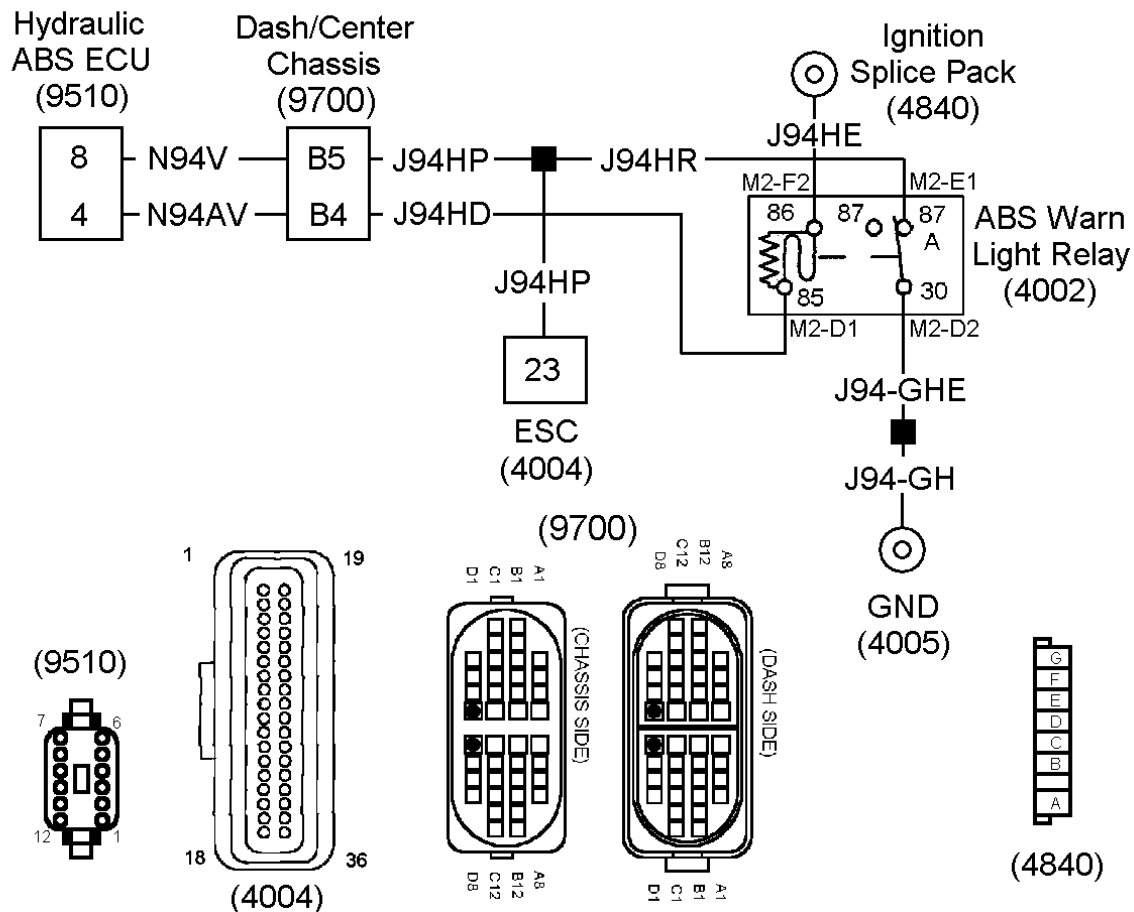 Hydraulic
ABS ECU
(9510)
Dash/Center
Chassis
(9700)
Ignition
Splice Pack
(4840)
J94HE
8
N94V
B5
J94HP
J94HR
4
N94AV
B4
J94HD
M2-F2
M2-E1
86
87
87
A
85
30
ABS Warn
Light Relay
(4002)
M2-D1
M2-D2
J94HP
23
ESC
(4004)
J94-GHE
J94-GH
GND
(4005)
(9700)
(9510)
7
6
12
1
1
19
18
36
(4004)
D1
C1
B1
A1
(CHASSIS SIDE)
D8
C12
B12
A8
D8
C12
B12
A8
(DASH SIDE)
D1
C1
B1
A1
G
F
E
D
C
B
A
(4840)